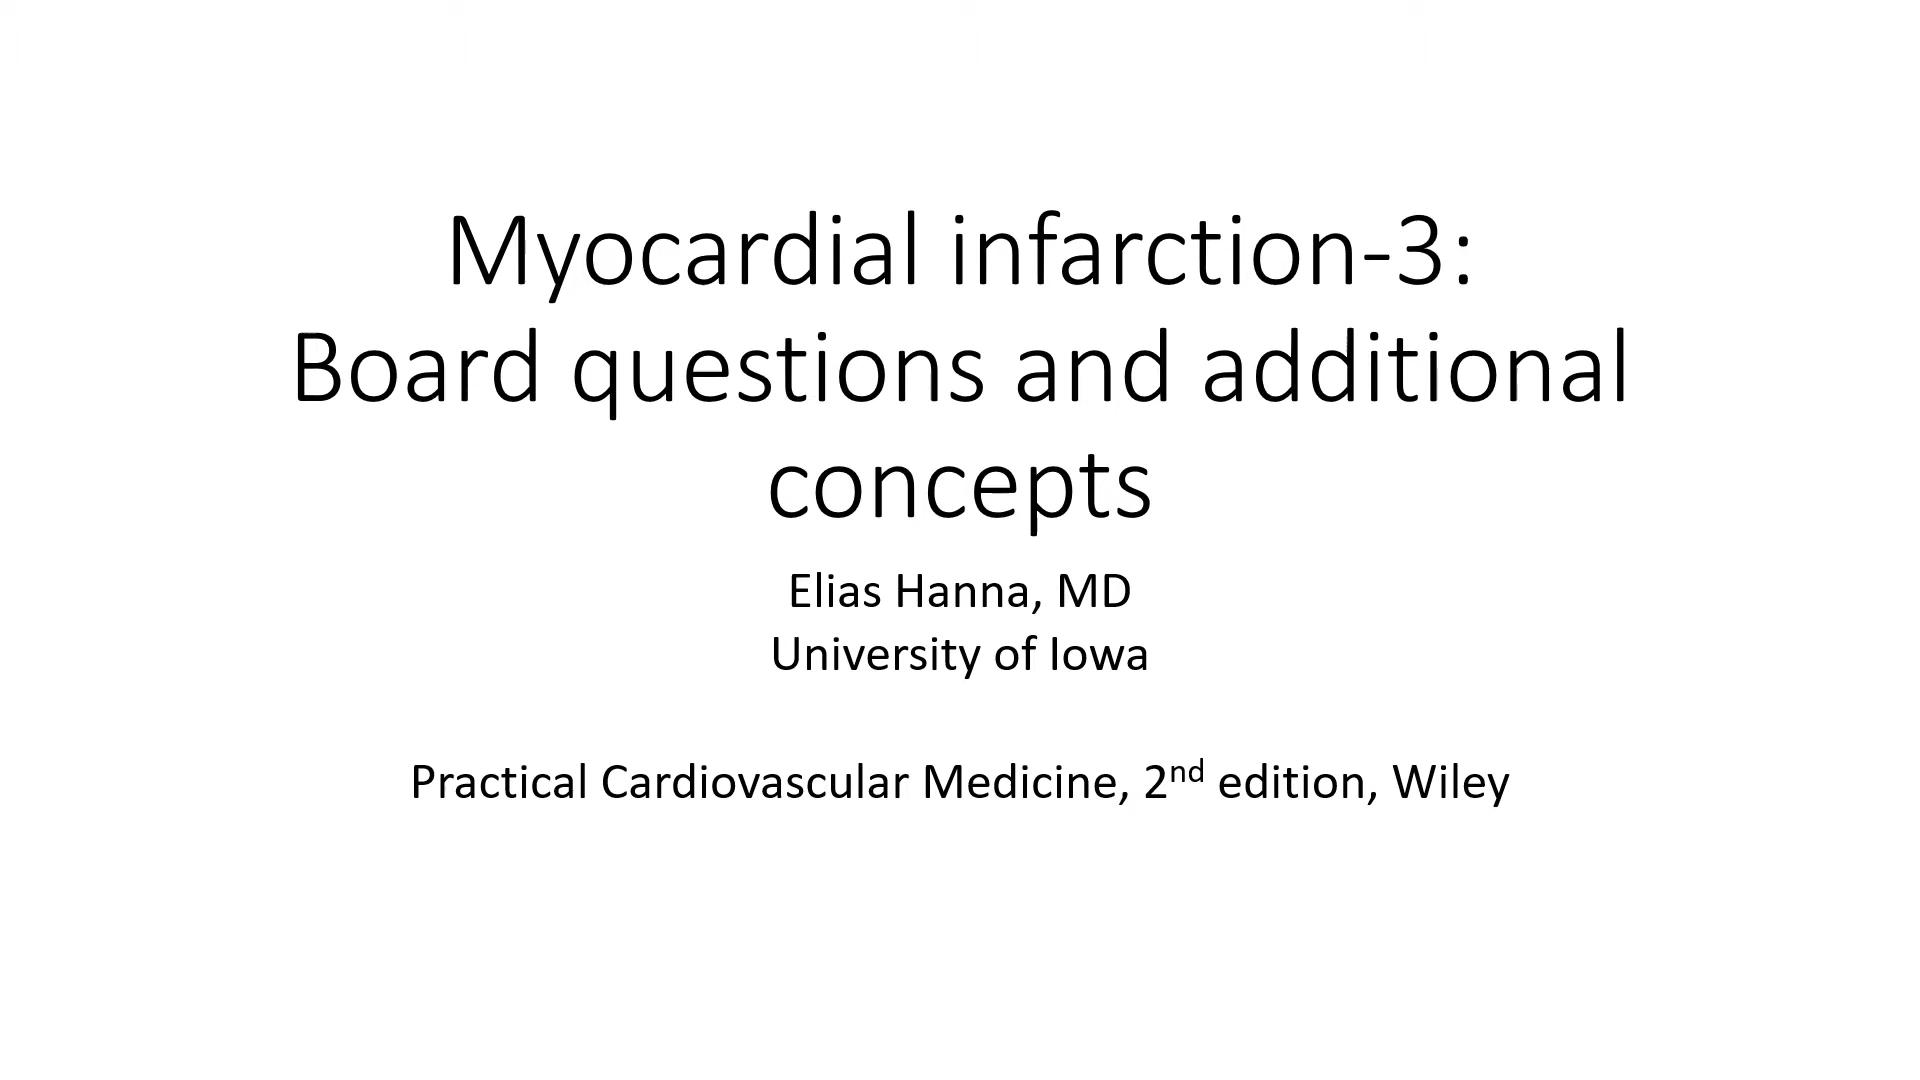 Myocardial infarction-3:
Board questions and additional
concepts
Elias Hanna, MD
University of Iowa
Practical Cardiovascular Medicine, 2nd edition, Wiley